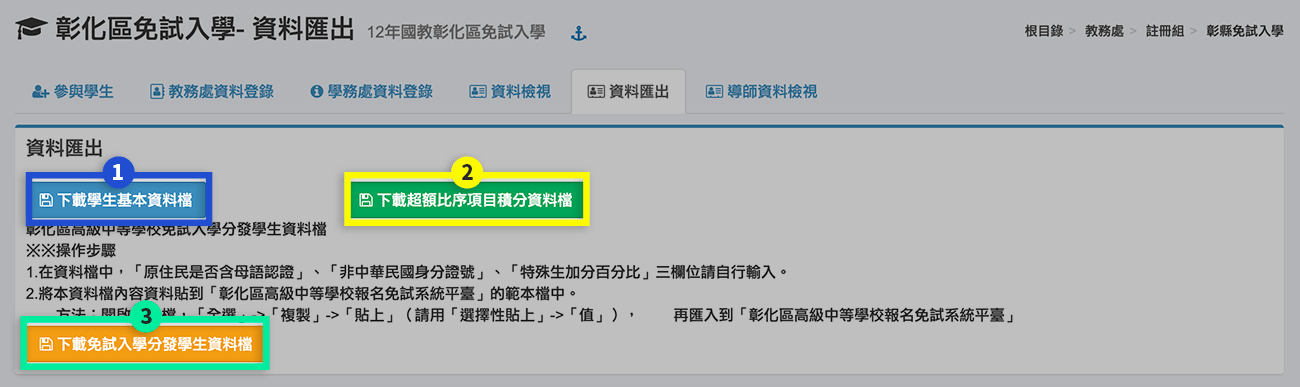 彰化區免試入學- 資料匯出 12年國教彰化區免試入學
根目錄 > 教務處 > 註冊組 > 彰縣免試入學
參與學生 教務處資料登錄 學務處資料登錄 資料檢視 資料匯出 導師資料檢視
資料匯出
1 2
下載學生基本資料檔 下載超額比序項目積分資料檔
彰化區高級中等學校免試入學分發學生資料檔
※※操作步驟
1.在資料檔中，「原住民是否含母語認證」、「非中華民國身分證號」、「特殊生加分百分比」三欄位請自行輸入。
2.將本資料檔內容資料貼到「彰化區高級中等學校報名免試系統平臺」的範本檔中。
方法：開啟 檔，「全選」->「複製」->「貼上」（請用「選擇性貼上」->「值」）， 再匯入到「彰化區高級中等學校報名免試系統平臺」
3
下載免試入學分發學生資料檔